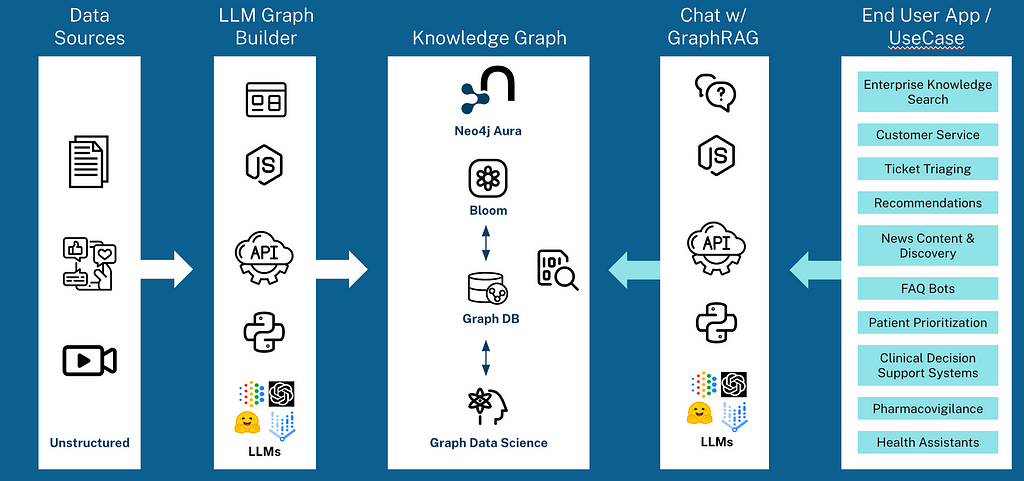 Data
Sources
LLM Graph
Builder
Knowledge Graph
Chat w/
GraphRAG
End User App /
UseCase
Unstructured
JS
API
LLMs
Neo4j Aura
Bloom
Graph DB
Graph Data Science
?
JS
API
LLMs
Enterprise Knowledge
Search
Customer Service
Ticket Triaging
Recommendations
News Content &
Discovery
FAQ Bots
Patient Prioritization
Clinical Decision
Support Systems
Pharmacovigilance
Health Assistants